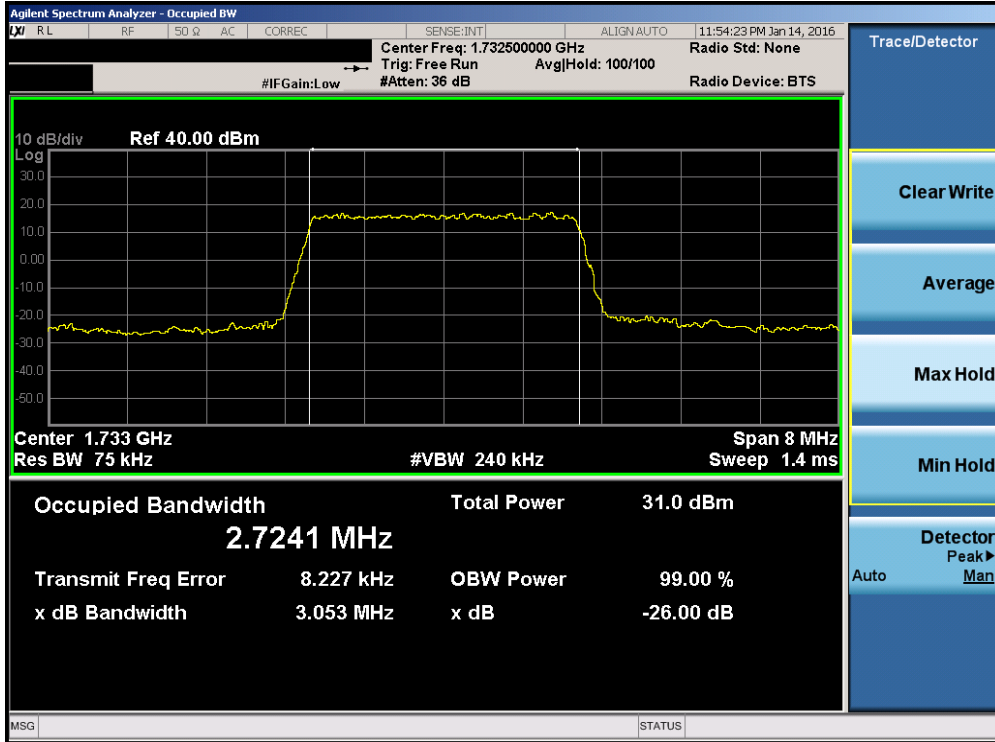 Agilent Spectrum Analyzer - Occupied BW
LXI RL RF 50 Ω AC CORREC SENSE:INT ALIGN AUTO 11:54:23 PM Jan 14, 2016
Center Freq: 1.732500000 GHz Radio Std: None
Trig: Free Run Avg|Hold: 100/100
#IFGain:Low #Atten: 36 dB Radio Device: BTS
Trace/Detector
10 dB/div Ref 40.00 dBm
Log
30.0
20.0
10.0
0.00
-10.0
-20.0
-30.0
-40.0
-50.0
Center 1.733 GHz Span 8 MHz
Res BW 75 kHz #VBW 240 kHz Sweep 1.4 ms
Occupied Bandwidth Total Power 31.0 dBm
2.7241 MHz
Transmit Freq Error 8.227 kHz OBW Power 99.00 %
x dB Bandwidth 3.053 MHz x dB -26.00 dB
Clear Write
Average
Max Hold
Min Hold
Detector
Peak▶
Auto Man
MSG STATUS